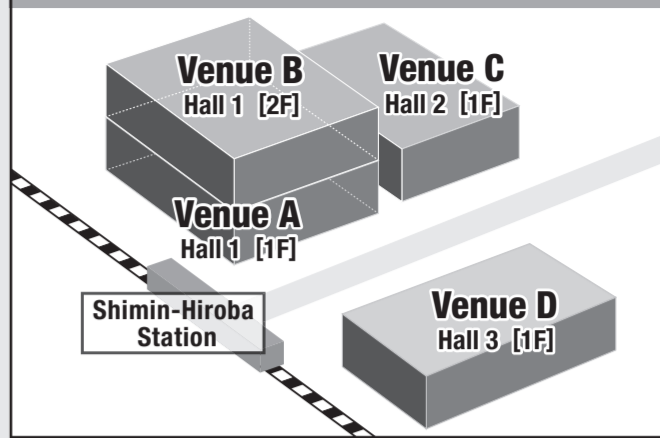 Venue B
Hall 1 [2F]
Venue C
Hall 2 [1F]
Venue A
Hall 1 [1F]
Shimin-Hiroba
Station
Venue D
Hall 3 [1F]